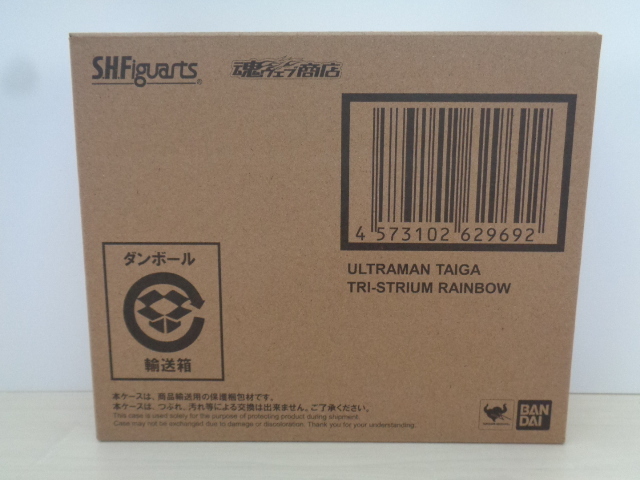 S.H.Figuarts
魂ウェブ商店
4 573102 629692
ULTRAMAN TAIGA
TRI-STRIUM RAINBOW
ダンボール
輸送箱
本ケースは、商品輸送用の保護梱包材です。
本ケースは、つぶれ、汚れ等による交換は出来ません。ご了承ください。
This case is used solely for the purpose of protecting product during shipment.
Case may not be exchanged due to damage or discoloration. Thank you for your understanding.
BAN
DAI